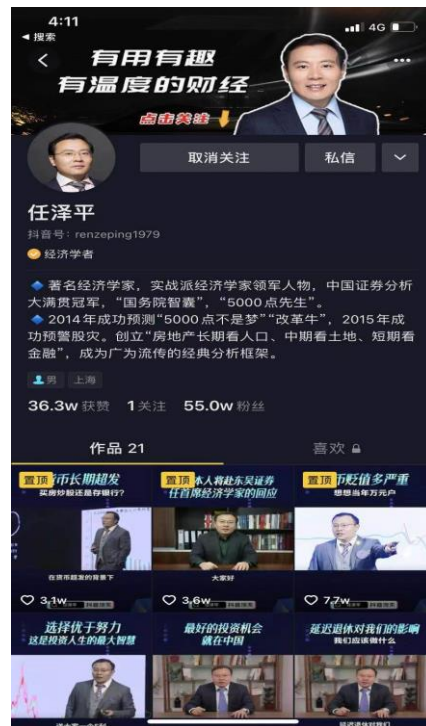 4:11
4G
◀ 搜索
有用有趣
有温度的财经
点击关注
取消关注
私信
任泽平
抖音号：renzeping1979
经济学者
◆ 著名经济学家，实战派经济学家领军人物，中国证券分析
大满贯冠军，“国务院智囊”，“5000点先生”。
◆ 2014年成功预测“5000点不是梦”“改革牛”，2015年成
功预警股灾。创立“房地产长期看人口、中期看土地、短期看
金融”，成为广为流传的经典分析框架。
男 上海
36.3w 获赞 1 关注 55.0w 粉丝
作品 21
喜欢
置顶
币长期超发
买房炒股还是存银行?
在货币超发的背景下
3.1w
置顶
本人将赴东吴证券
任首席经济学家的回应
大家好
3.6w
置顶
币贬值多严重
想想当年万元户
7.7w
选择优于努力
这是投资人生的最大智慧
最好的投资机会
就在中国
延迟退休对我们的影响
我们应该做什么